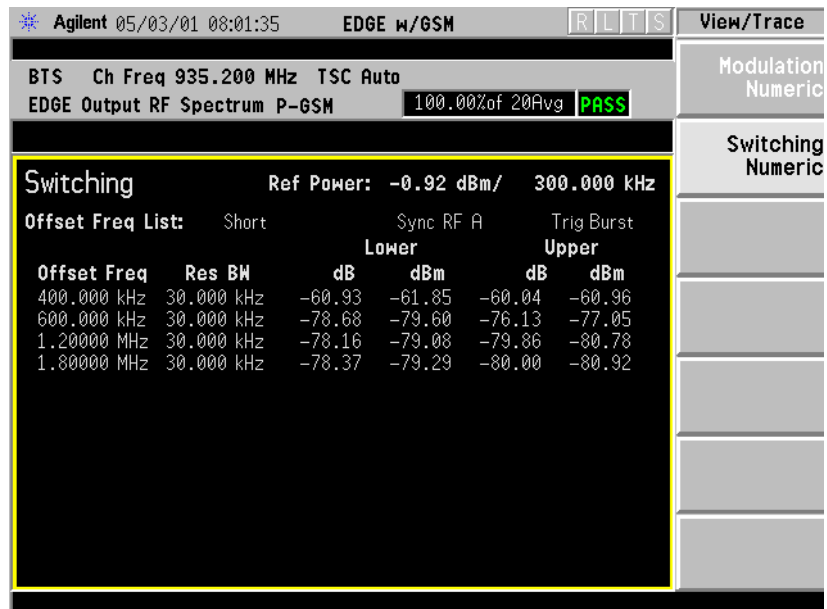 Agilent 05/03/01 08:01:35 EDGE w/GSM R L T S View/Trace
BTS Ch Freq 935.200 MHz TSC Auto
EDGE Output RF Spectrum P-GSM 100.00%of 20Avg PASS
Modulation
Numeric
Switching
Numeric
Switching Ref Power: -0.92 dBm/ 300.000 kHz
Offset Freq List: Short Sync RF A Trig Burst
Lower Upper
Offset Freq Res BW dB dBm dB dBm
400.000 kHz 30.000 kHz -60.93 -61.85 -60.04 -60.96
600.000 kHz 30.000 kHz -78.68 -79.60 -76.13 -77.05
1.20000 MHz 30.000 kHz -78.16 -79.08 -79.86 -80.78
1.80000 MHz 30.000 kHz -78.37 -79.29 -80.00 -80.92